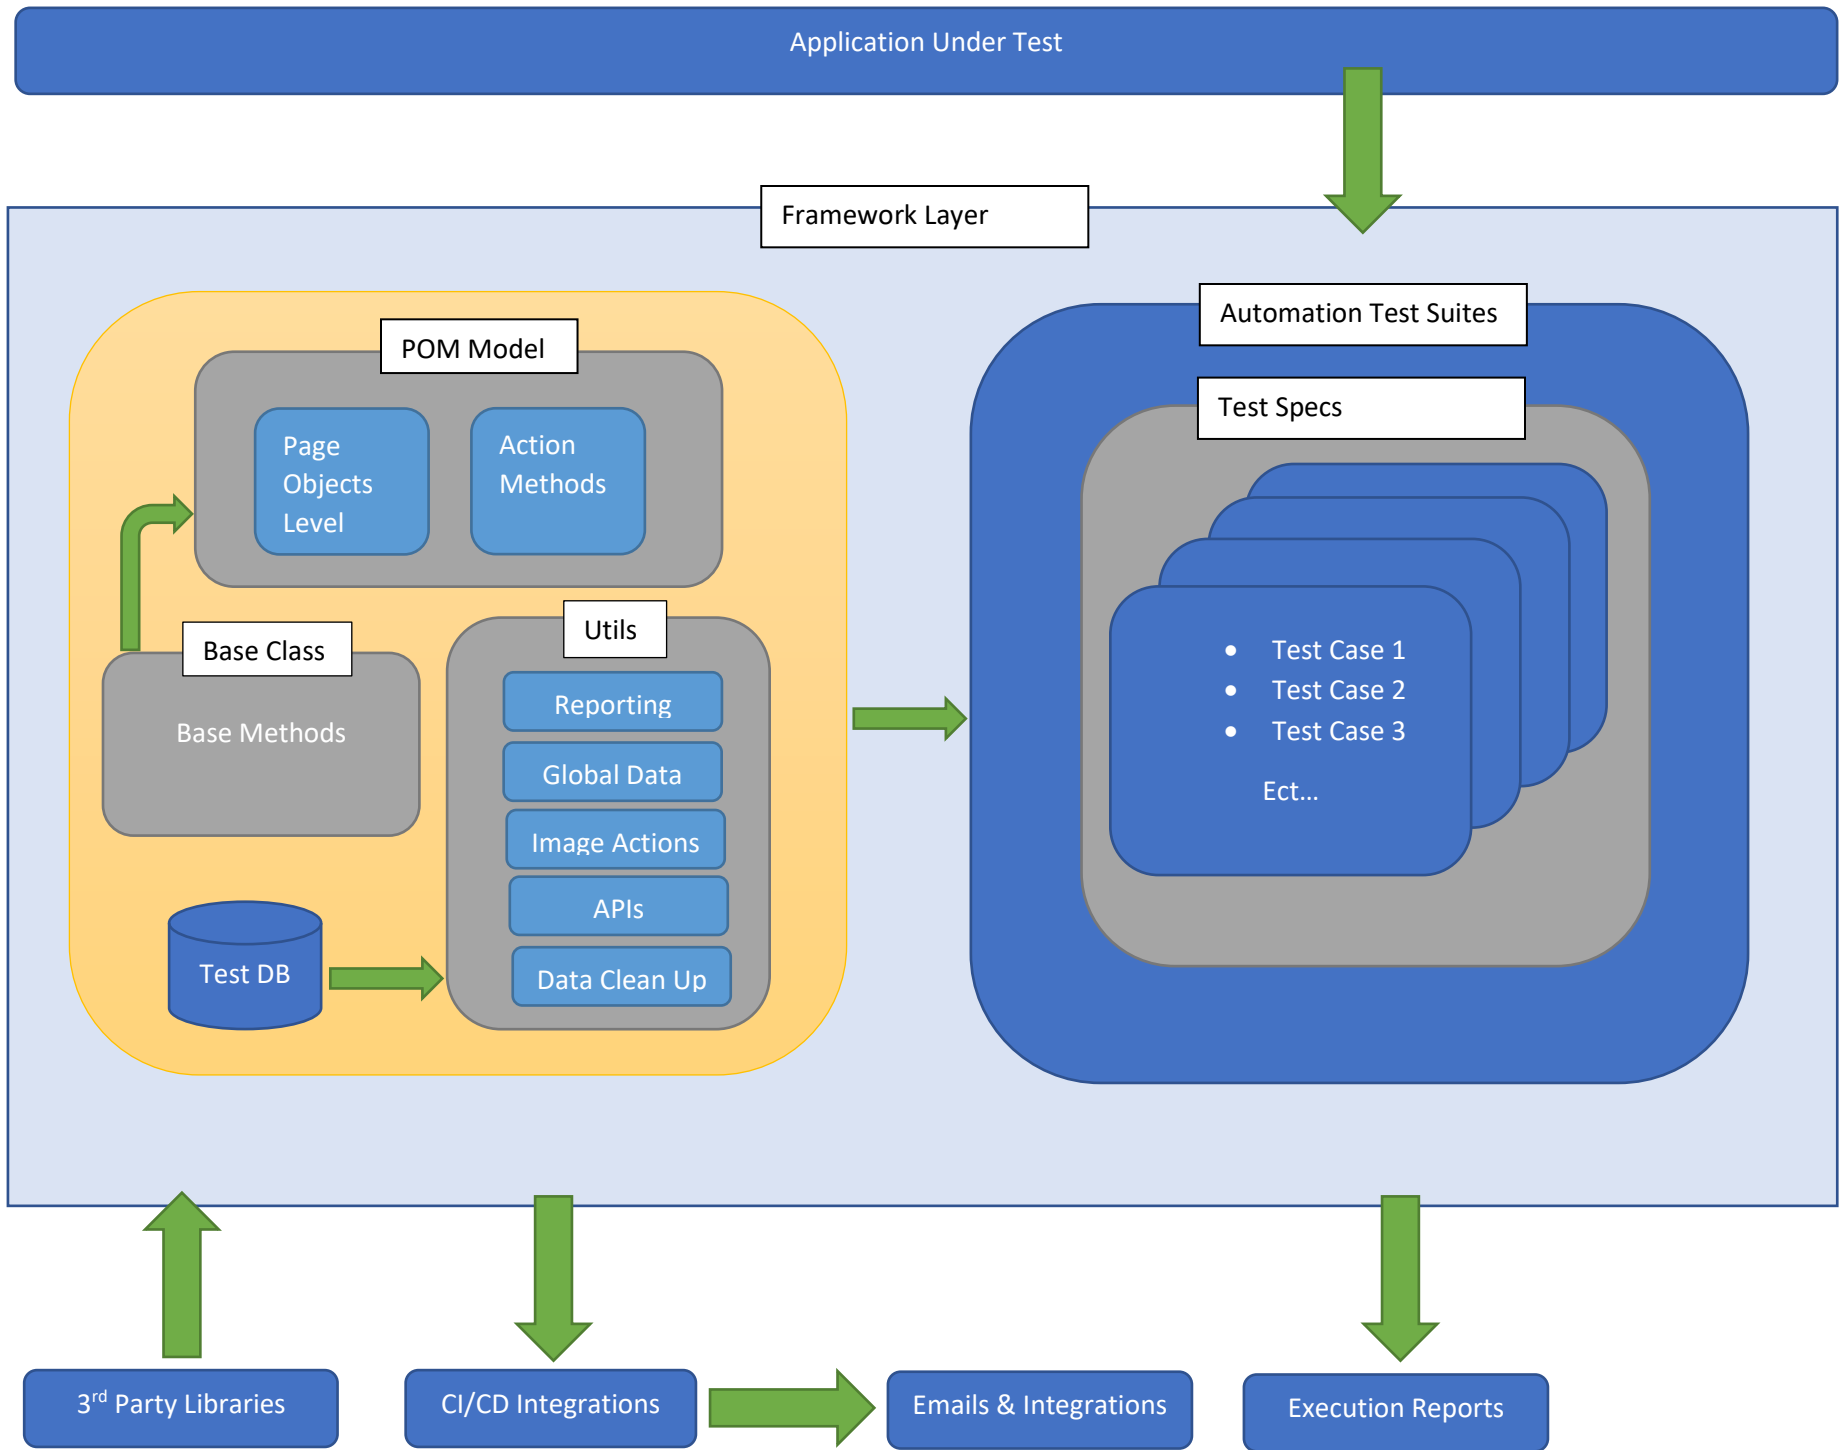 Application Under Test
Framework Layer
Automation Test Suites
POM Model
Test Specs
Page
Objects
Level
Action
Methods
Utils
Base Class
Base Methods
Reporting
Global Data
Image Actions
APIs
Data Clean Up
Test DB
• Test Case 1
• Test Case 2
• Test Case 3
Ect...
3rd Party Libraries
CI/CD Integrations
Emails & Integrations
Execution Reports